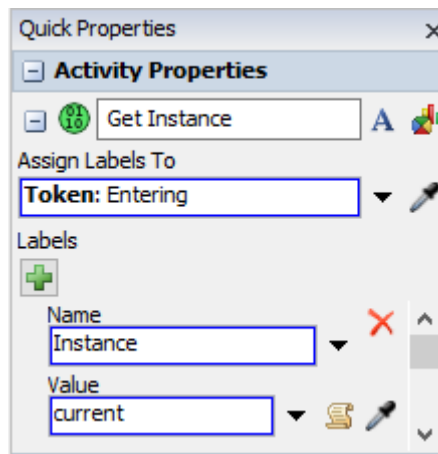 Quick Properties
Activity Properties
Get Instance
Assign Labels To
Token: Entering
Labels
Name
Instance
Value
current